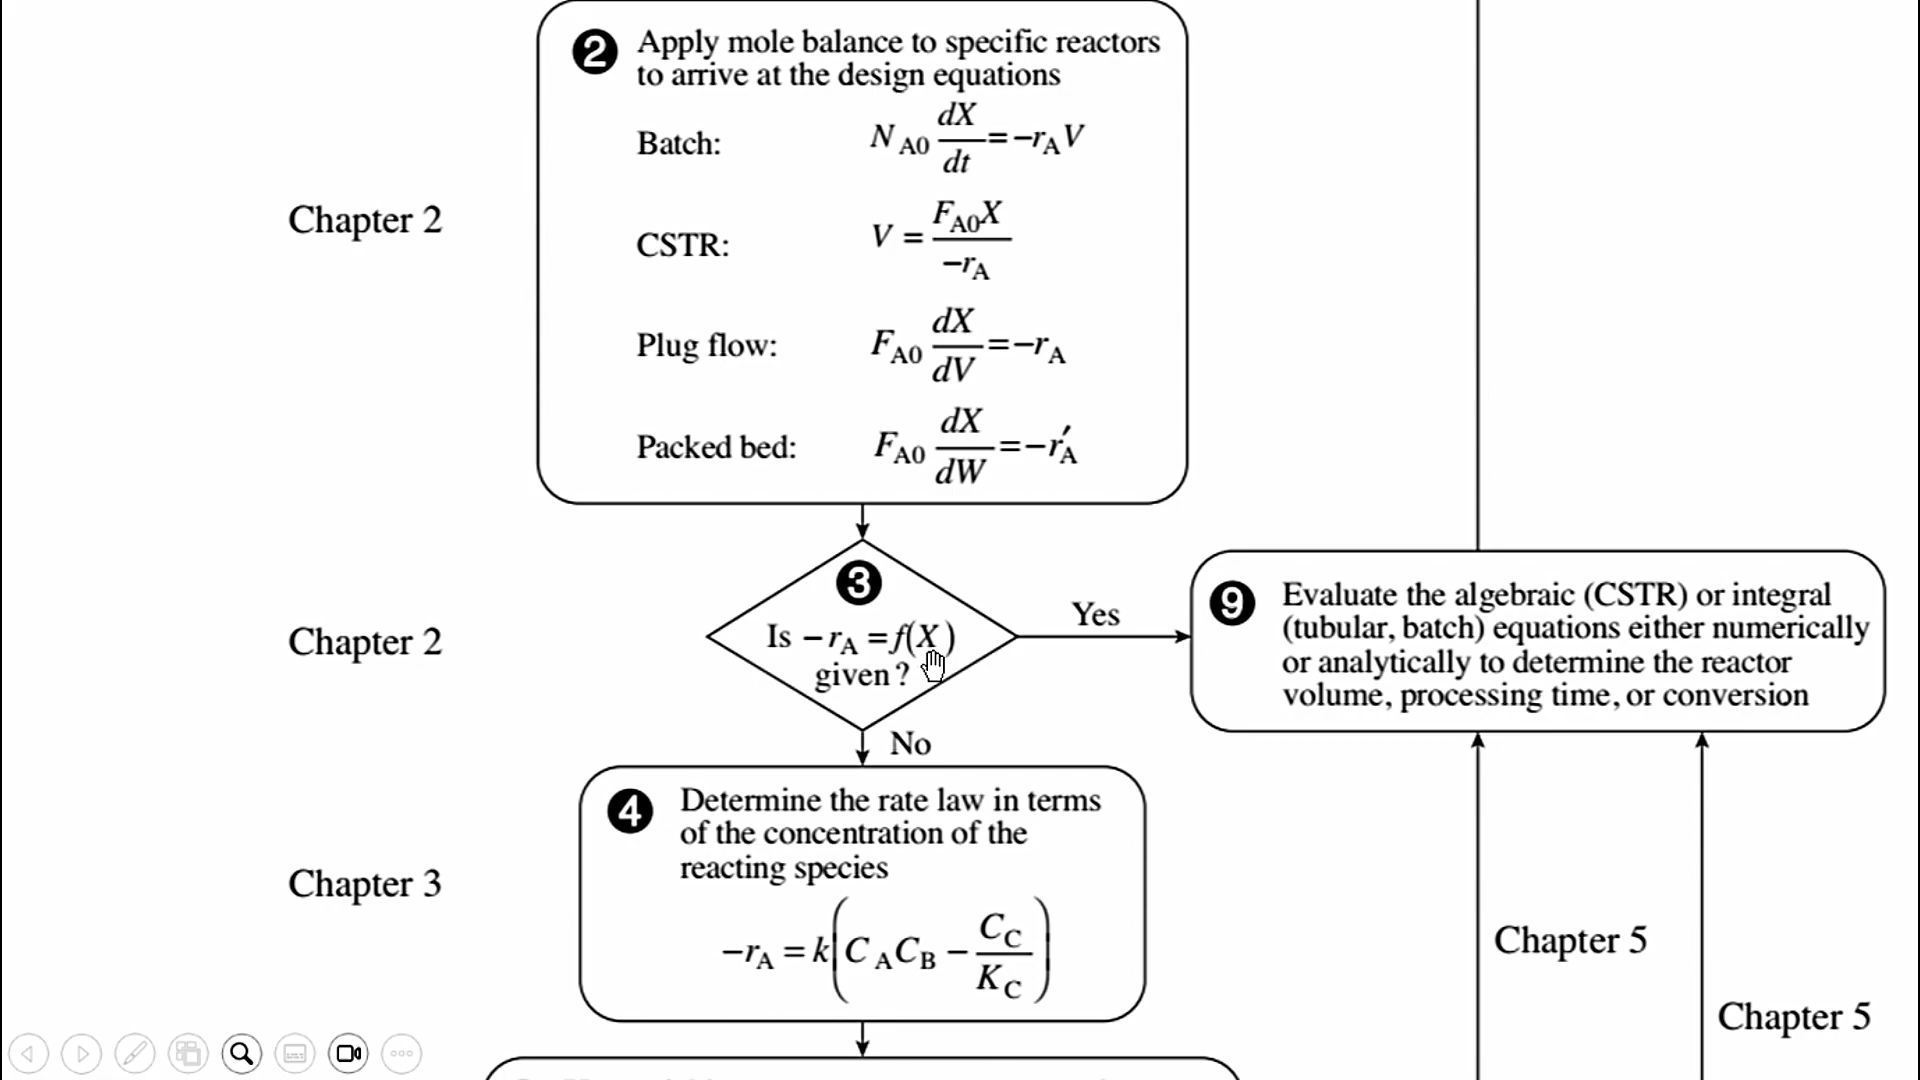 ❷ Apply mole balance to specific reactors
to arrive at the design equations
Batch: N_A0 dX/dt = −r_A V
Chapter 2
CSTR: V = F_A0 X / −r_A
Plug flow: F_A0 dX/dV = −r_A
Packed bed: F_A0 dX/dW = −r′_A
❸
Is −r_A = f(X)
given?
Chapter 2
Yes
No
❾ Evaluate the algebraic (CSTR) or integral
(tubular, batch) equations either numerically
or analytically to determine the reactor
volume, processing time, or conversion
❹ Determine the rate law in terms
of the concentration of the
reacting species
Chapter 3
−r_A = k(C_A C_B − C_C/K_C)
Chapter 5
Chapter 5